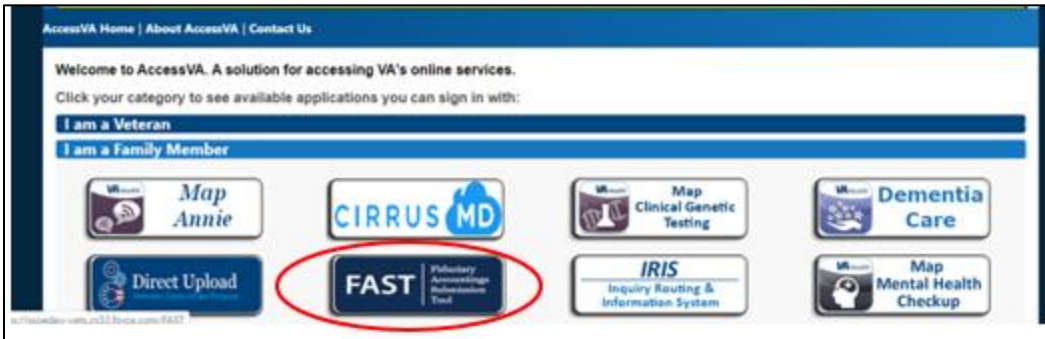 AccessVA Home | About AccessVA | Contact Us
Welcome to AccessVA. A solution for accessing VA's online services.
Click your category to see available applications you can sign in with:
I am a Veteran
I am a Family Member
Map
Annie
CIRRUS MD
Map
Clinical Genetic
Testing
Dementia
Care
Direct Upload
FAST
Fiduciary
Accountings
Submission
Tool
IRIS
Inquiry Routing &
Information System
Map
Mental Health
Checkup